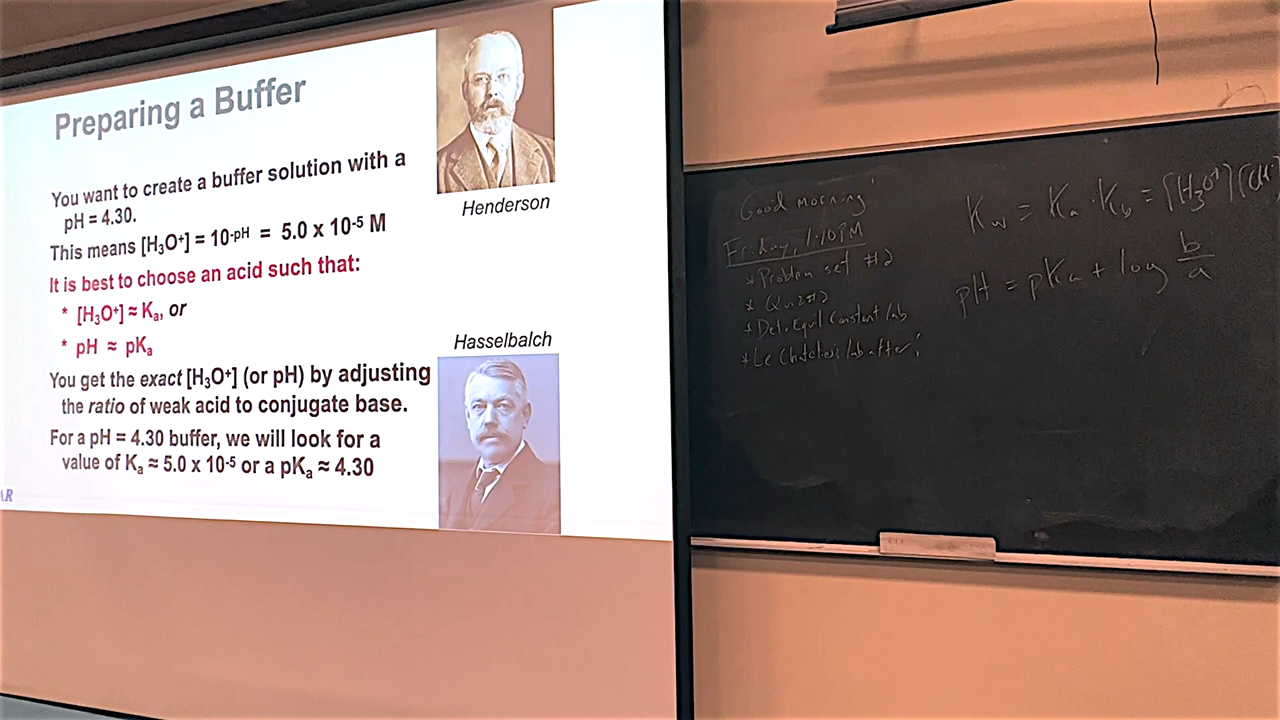 Preparing a Buffer
You want to create a buffer solution with a
pH = 4.30.
This means [H₃O⁺] = 10⁻ᵖᴴ = 5.0 x 10⁻⁵ M
It is best to choose an acid such that:
* [H₃O⁺] ≈ Kₐ, or
* pH ≈ pKₐ
You get the exact [H₃O⁺] (or pH) by adjusting
the ratio of weak acid to conjugate base.
For a pH = 4.30 buffer, we will look for a
value of Kₐ ≈ 5.0 x 10⁻⁵ or a pKₐ ≈ 4.30
Henderson
Hasselbalch
Good morning!
Friday, 1:10PM
* Problem set #2
* Quiz #2
* Det. Equil Constant lab
* Le Chatelier's lab after!
K_w = Kₐ · K_b = [H₃O⁺][OH
pH = pKₐ + log b/a